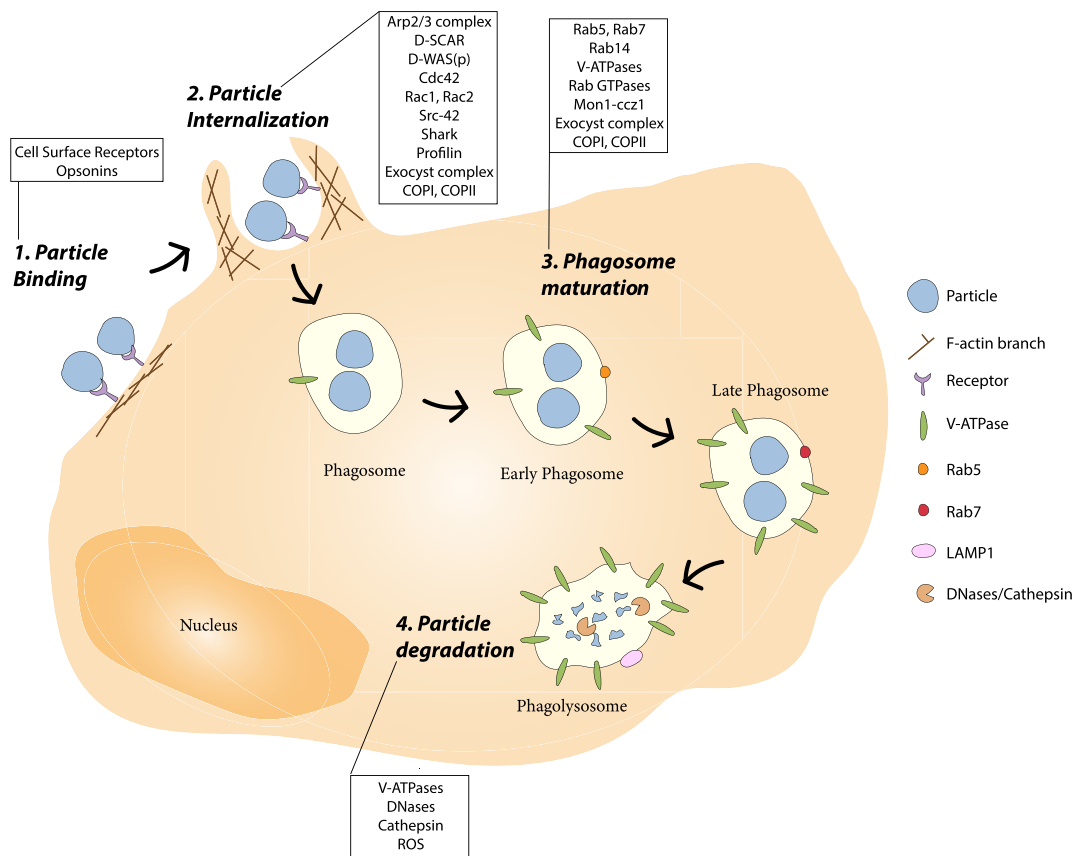 Cell Surface Receptors
Opsonins
1. Particle
Binding
2. Particle
Internalization
Arp2/3 complex
D-SCAR
D-WAS(p)
Cdc42
Rac1, Rac2
Src-42
Shark
Profilin
Exocyst complex
COPI, COPII
Rab5, Rab7
Rab14
V-ATPases
Rab GTPases
Mon1-ccz1
Exocyst complex
COPI, COPII
3. Phagosome
maturation
Phagosome
Early Phagosome
Late Phagosome
4. Particle
degradation
Phagolysosome
Nucleus
V-ATPases
DNases
Cathepsin
ROS
Particle
F-actin branch
Receptor
V-ATPase
Rab5
Rab7
LAMP1
DNases/Cathepsin